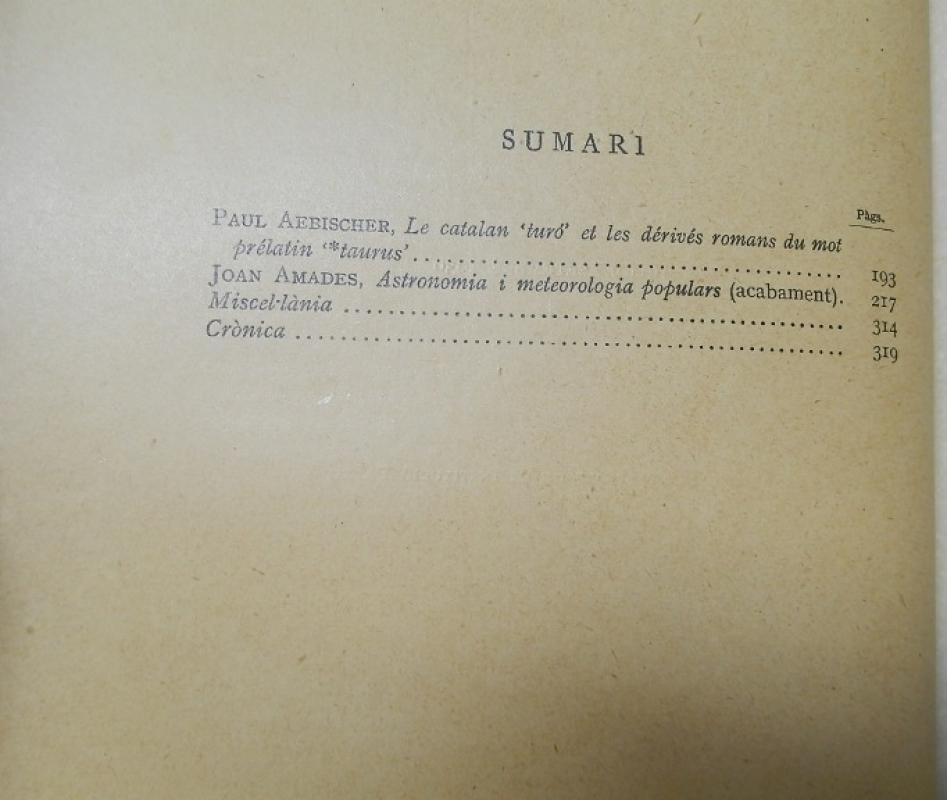 SUMARI
Pàgs.
PAUL AEBISCHER, Le catalan ‘turó’ et les dérivés romans du mot
prélatin ‘*taurus’ ........................................ 193
JOAN AMADES, Astronomia i meteorologia populars (acabament). 217
Miscel·lània .................................................. 314
Crònica ....................................................... 319